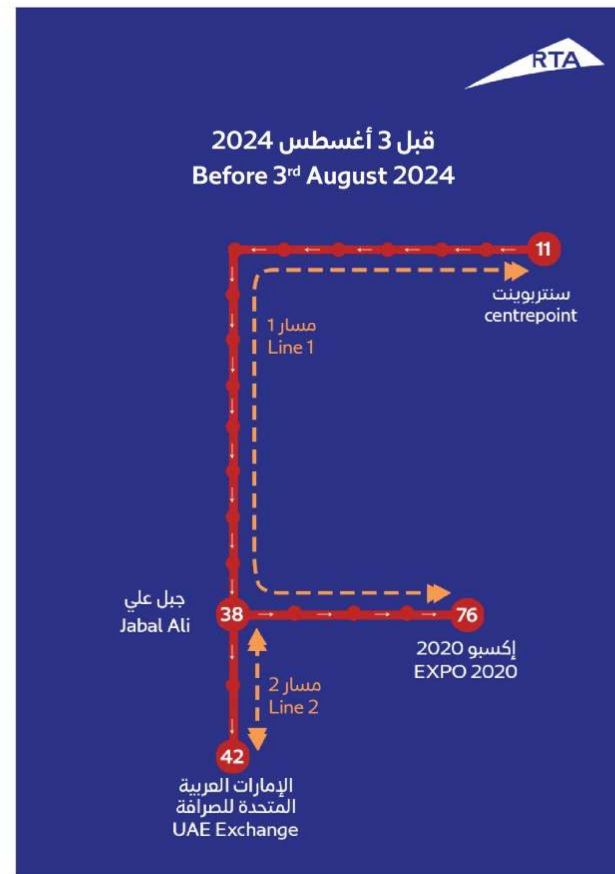 RTA
قبل 3 أغسطس 2024
Before 3rd August 2024
11
سنتربوينت
centrepoint
مسار 1
Line 1
جبل علي
Jabal Ali
38
76
إكسبو 2020
EXPO 2020
مسار 2
Line 2
42
الإمارات العربية
المتحدة للصرافة
UAE Exchange